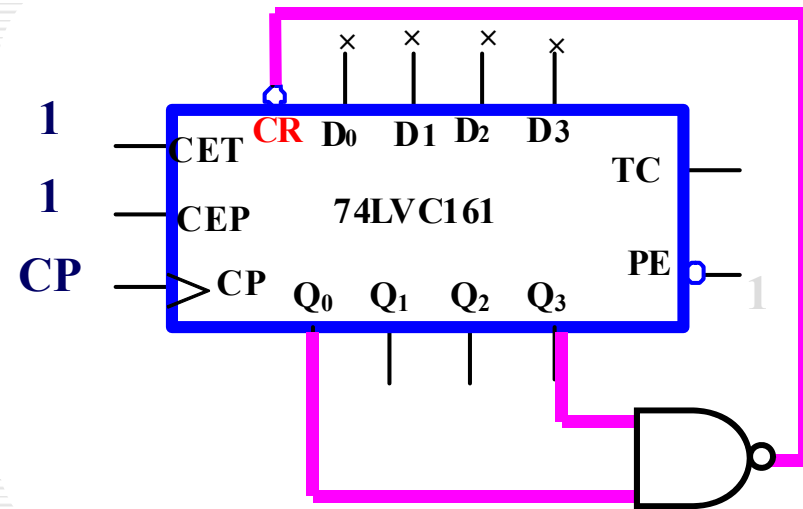 × × × ×
1 CET CR D0 D1 D2 D3
TC
1 CEP 74LVC161
PE 1
CP CP Q0 Q1 Q2 Q3